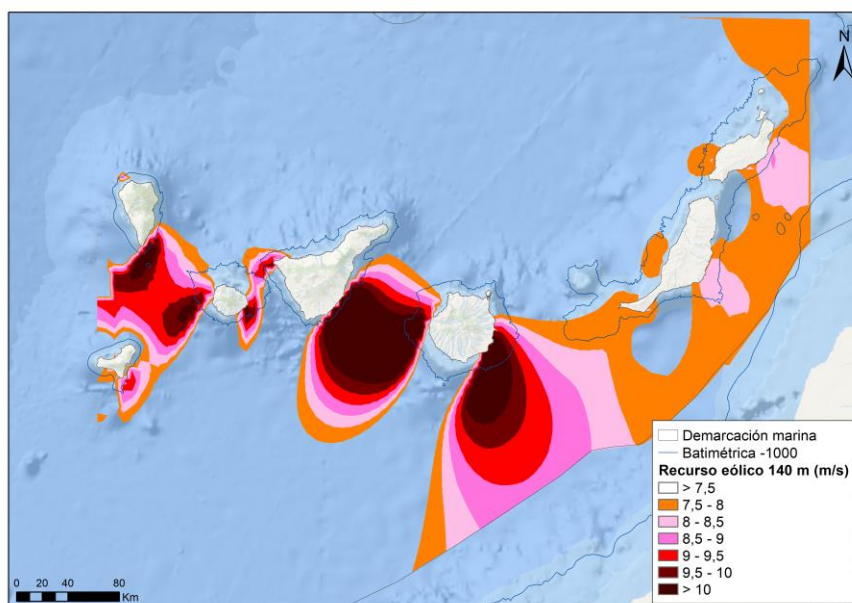 N
Demarcación marina
Batimétrica -1000
Recurso eólico 140 m (m/s)
> 7,5
7,5 - 8
8 - 8,5
8,5 - 9
9 - 9,5
9,5 - 10
> 10
0 20 40 80
Km